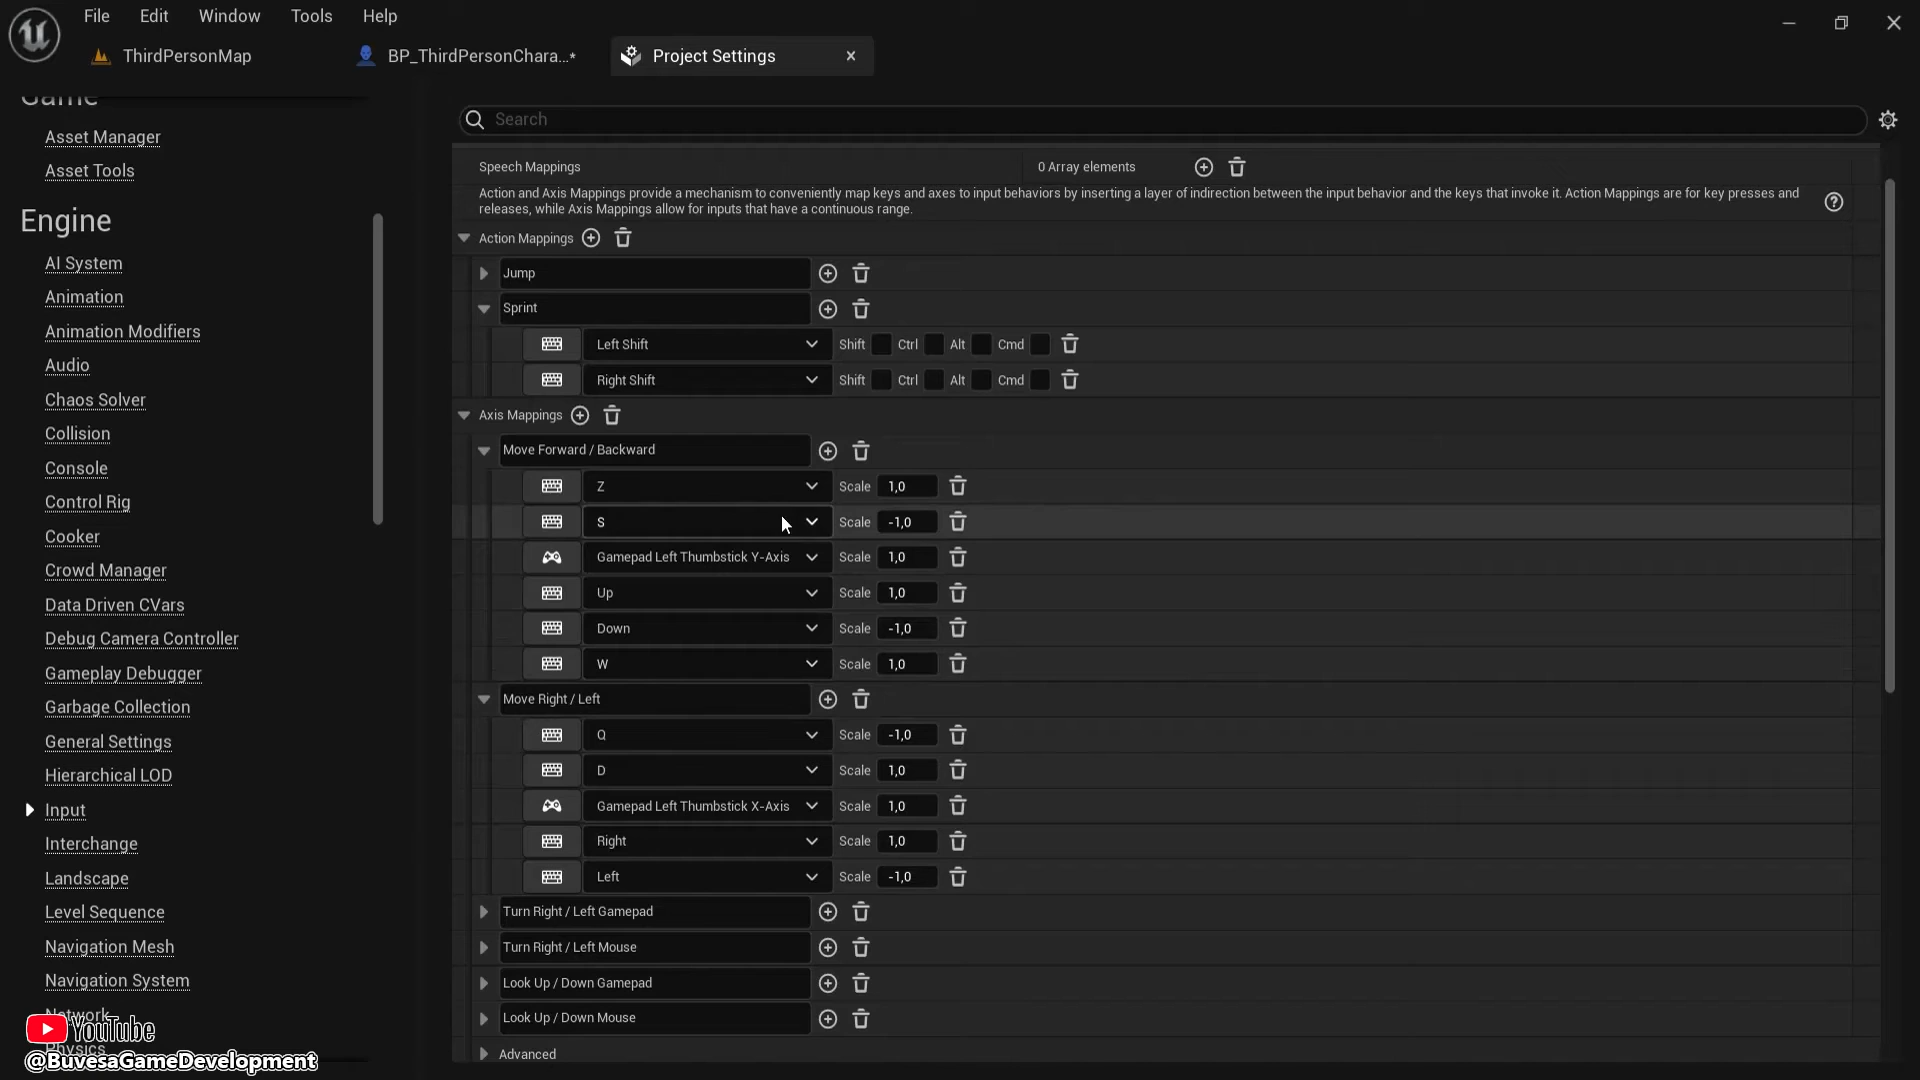 File Edit Window Tools Help
ThirdPersonMap BP_ThirdPersonChara...* Project Settings
Game
Asset Manager
Asset Tools
Engine
AI System
Animation
Animation Modifiers
Audio
Chaos Solver
Collision
Console
Control Rig
Cooker
Crowd Manager
Data Driven CVars
Debug Camera Controller
Gameplay Debugger
Garbage Collection
General Settings
Hierarchical LOD
Input
Interchange
Landscape
Level Sequence
Navigation Mesh
Navigation System
Network
Physics
YouTube
@BuvesaGameDevelopment
Search
Speech Mappings 0 Array elements
Action and Axis Mappings provide a mechanism to conveniently map keys and axes to input behaviors by inserting a layer of indirection between the input behavior and the keys that invoke it. Action Mappings are for key presses and
releases, while Axis Mappings allow for inputs that have a continuous range.
Action Mappings
Jump
Sprint
Left Shift Shift Ctrl Alt Cmd
Right Shift Shift Ctrl Alt Cmd
Axis Mappings
Move Forward / Backward
Z Scale 1,0
S Scale -1,0
Gamepad Left Thumbstick Y-Axis Scale 1,0
Up Scale 1,0
Down Scale -1,0
W Scale 1,0
Move Right / Left
Q Scale -1,0
D Scale 1,0
Gamepad Left Thumbstick X-Axis Scale 1,0
Right Scale 1,0
Left Scale -1,0
Turn Right / Left Gamepad
Turn Right / Left Mouse
Look Up / Down Gamepad
Look Up / Down Mouse
Advanced